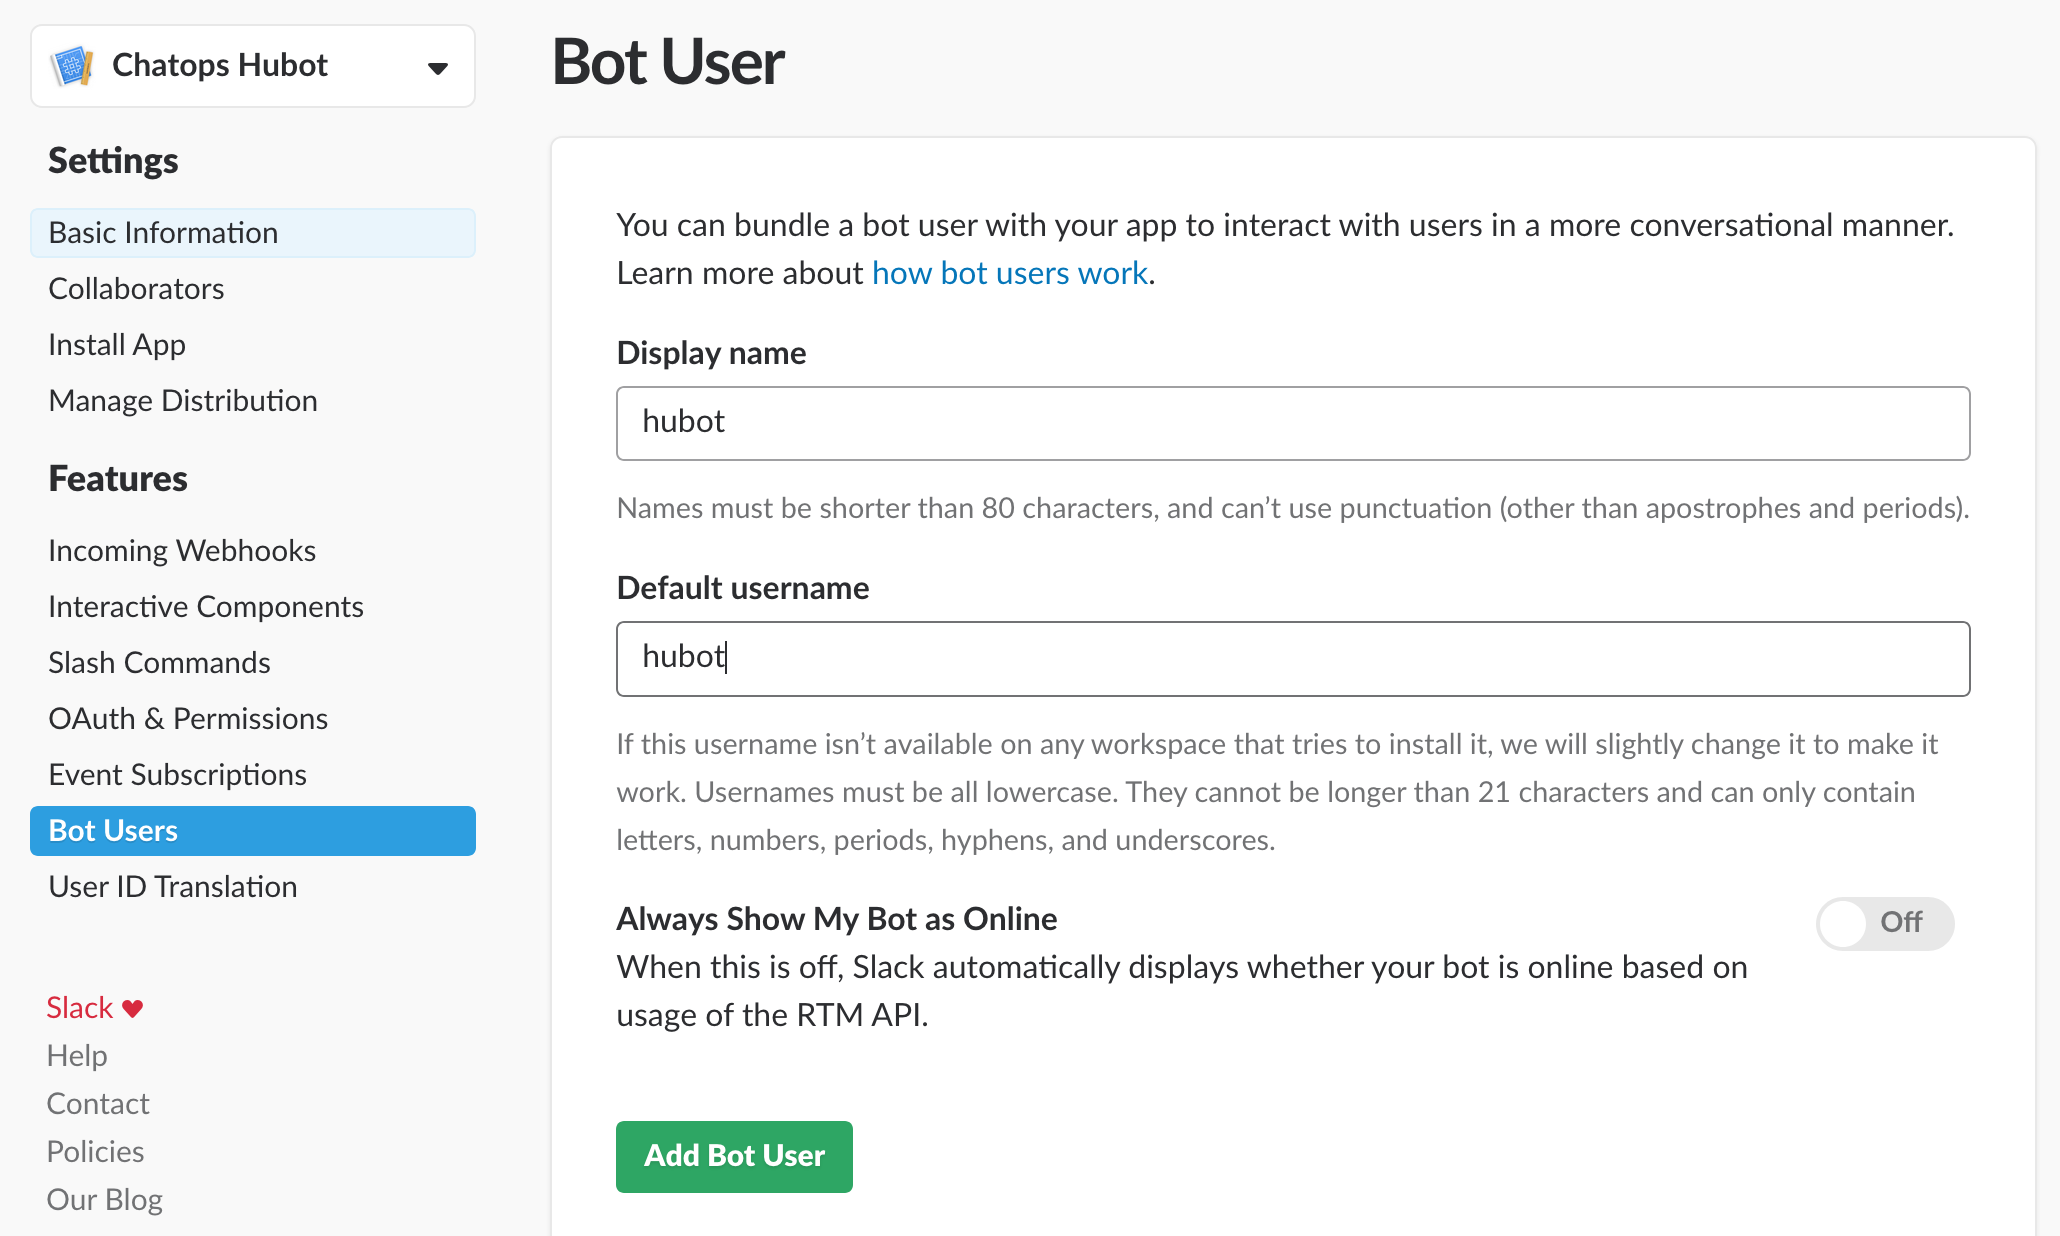 Chatops Hubot
Settings
Basic Information
Collaborators
Install App
Manage Distribution
Features
Incoming Webhooks
Interactive Components
Slash Commands
OAuth & Permissions
Event Subscriptions
Bot Users
User ID Translation
Slack ♥
Help
Contact
Policies
Our Blog
Bot User
You can bundle a bot user with your app to interact with users in a more conversational manner.
Learn more about how bot users work.
Display name
hubot
Names must be shorter than 80 characters, and can’t use punctuation (other than apostrophes and periods).
Default username
hubot
If this username isn’t available on any workspace that tries to install it, we will slightly change it to make it
work. Usernames must be all lowercase. They cannot be longer than 21 characters and can only contain
letters, numbers, periods, hyphens, and underscores.
Always Show My Bot as Online
Off
When this is off, Slack automatically displays whether your bot is online based on
usage of the RTM API.
Add Bot User